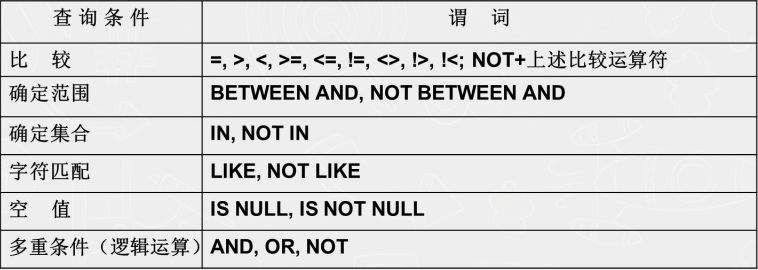 查询条件 谓 词
比 较 =, >, <, >=, <=, !=, <>, !>, !<; NOT+上述比较运算符
确定范围 BETWEEN AND, NOT BETWEEN AND
确定集合 IN, NOT IN
字符匹配 LIKE, NOT LIKE
空 值 IS NULL, IS NOT NULL
多重条件（逻辑运算） AND, OR, NOT